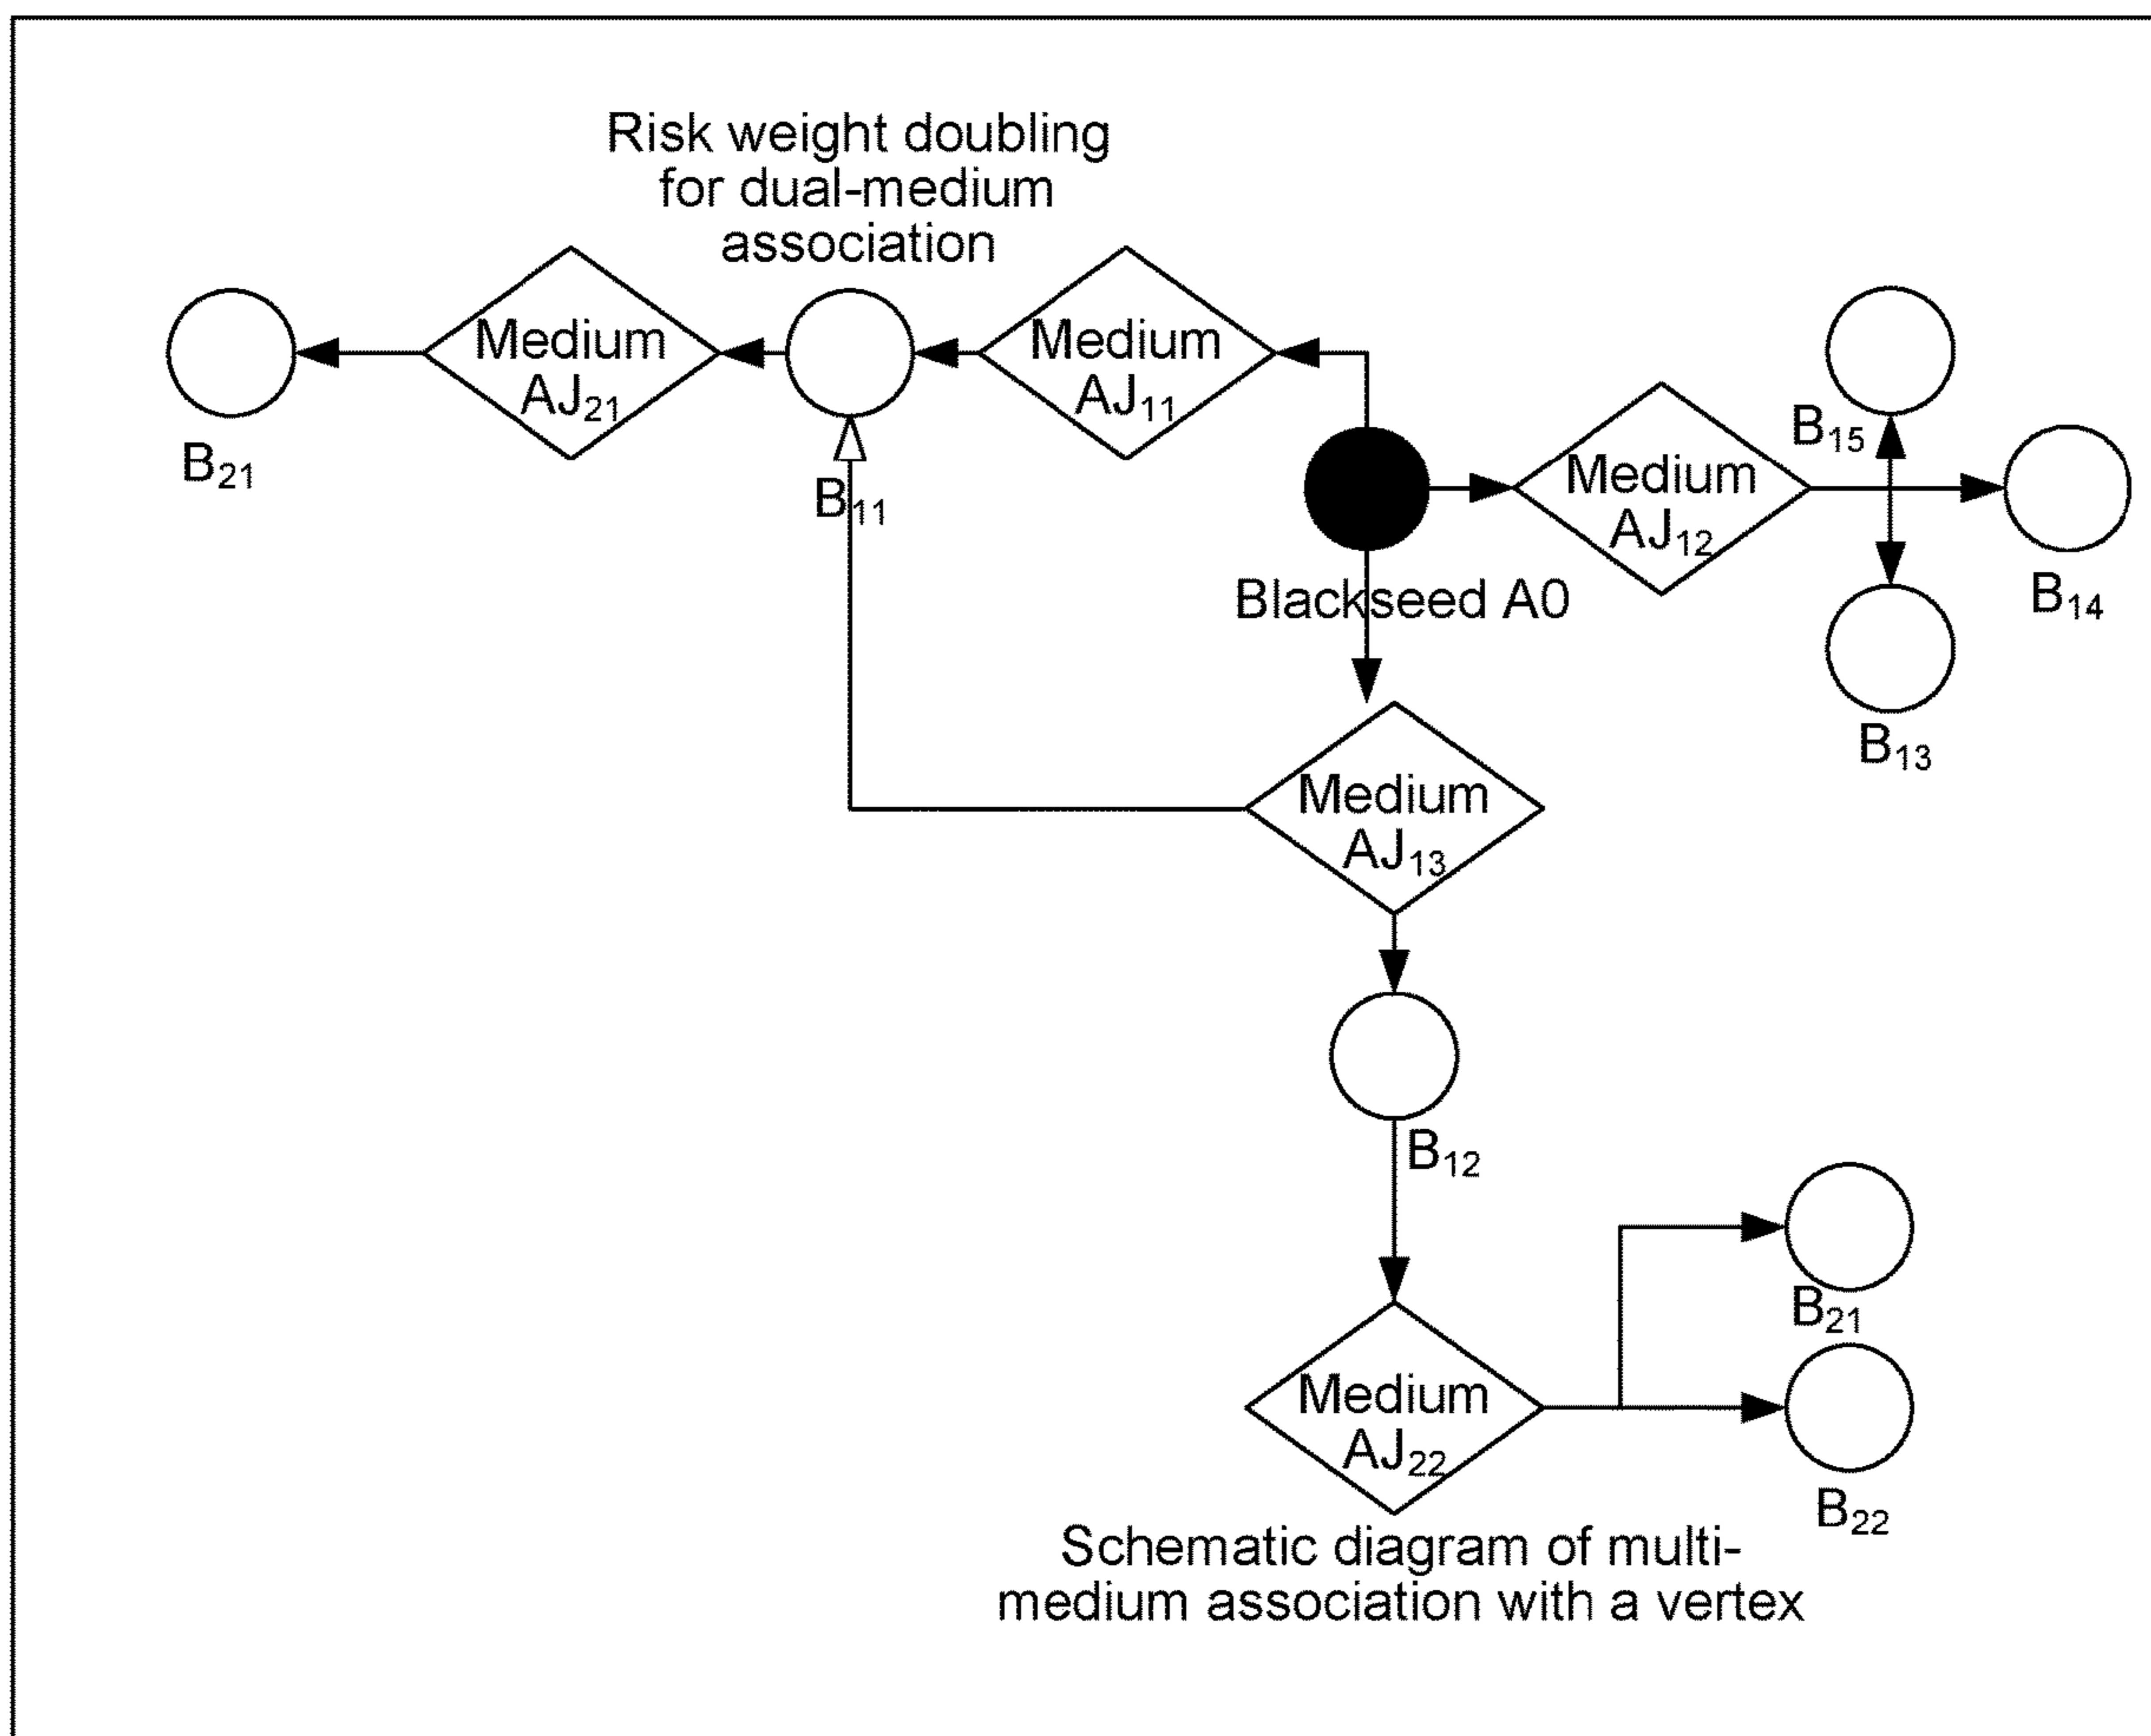 Risk weight doubling
for dual-medium
association
Medium
AJ₂₁
Medium
AJ₁₁
B₂₁
B₁₁
B₁₅
Medium
AJ₁₂
B₁₄
Blackseed A0
B₁₃
Medium
AJ₁₃
B₁₂
B₂₁
Medium
AJ₂₂
B₂₂
Schematic diagram of multi-
medium association with a vertex